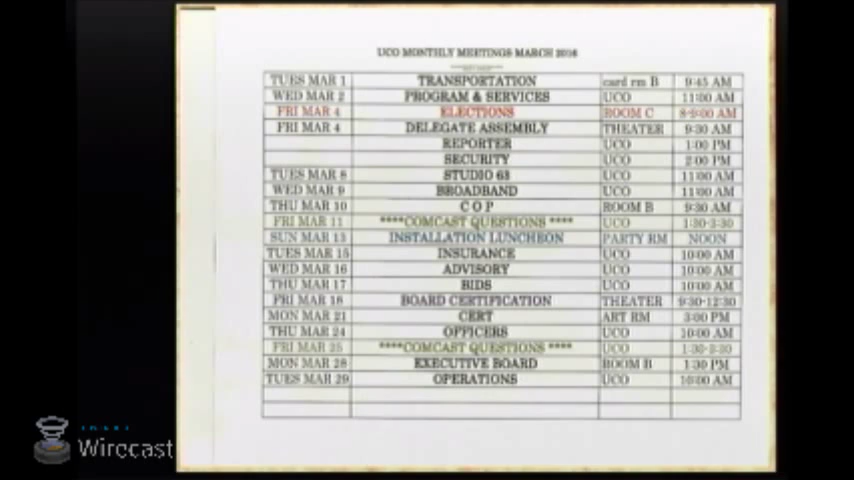 UCO MONTHLY MEETINGS MARCH 2016
TUES MAR 1 TRANSPORTATION card rm B 9:45 AM
WED MAR 2 PROGRAM & SERVICES UCO 11:00 AM
FRI MAR 4 ELECTIONS ROOM C 8-9:00 AM
FRI MAR 4 DELEGATE ASSEMBLY THEATER 9:30 AM
REPORTER UCO 1:00 PM
SECURITY UCO 2:00 PM
TUES MAR 8 STUDIO 63 UCO 11:00 AM
WED MAR 9 BROADBAND UCO 11:00 AM
THU MAR 10 C O P ROOM B 9:30 AM
FRI MAR 11 ****COMCAST QUESTIONS **** UCO 1:30-3:30
SUN MAR 13 INSTALLATION LUNCHEON PARTY RM NOON
TUES MAR 15 INSURANCE UCO 10:00 AM
WED MAR 16 ADVISORY UCO 10:00 AM
THU MAR 17 BIDS UCO 10:00 AM
FRI MAR 18 BOARD CERTIFICATION THEATER 9:30-12:30
MON MAR 21 CERT ART RM 3:00 PM
THU MAR 24 OFFICERS UCO 10:00 AM
FRI MAR 25 ****COMCAST QUESTIONS **** UCO 1:30-3:30
MON MAR 28 EXECUTIVE BOARD ROOM B 1:30 PM
TUES MAR 29 OPERATIONS UCO 10:00 AM
Wirecast